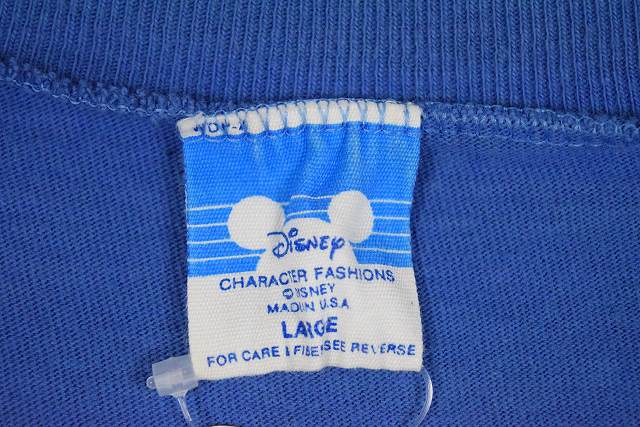 Disney
CHARACTER FASHIONS
© DISNEY
MADE IN U.S.A
LARGE
FOR CARE & FIBER SEE REVERSE